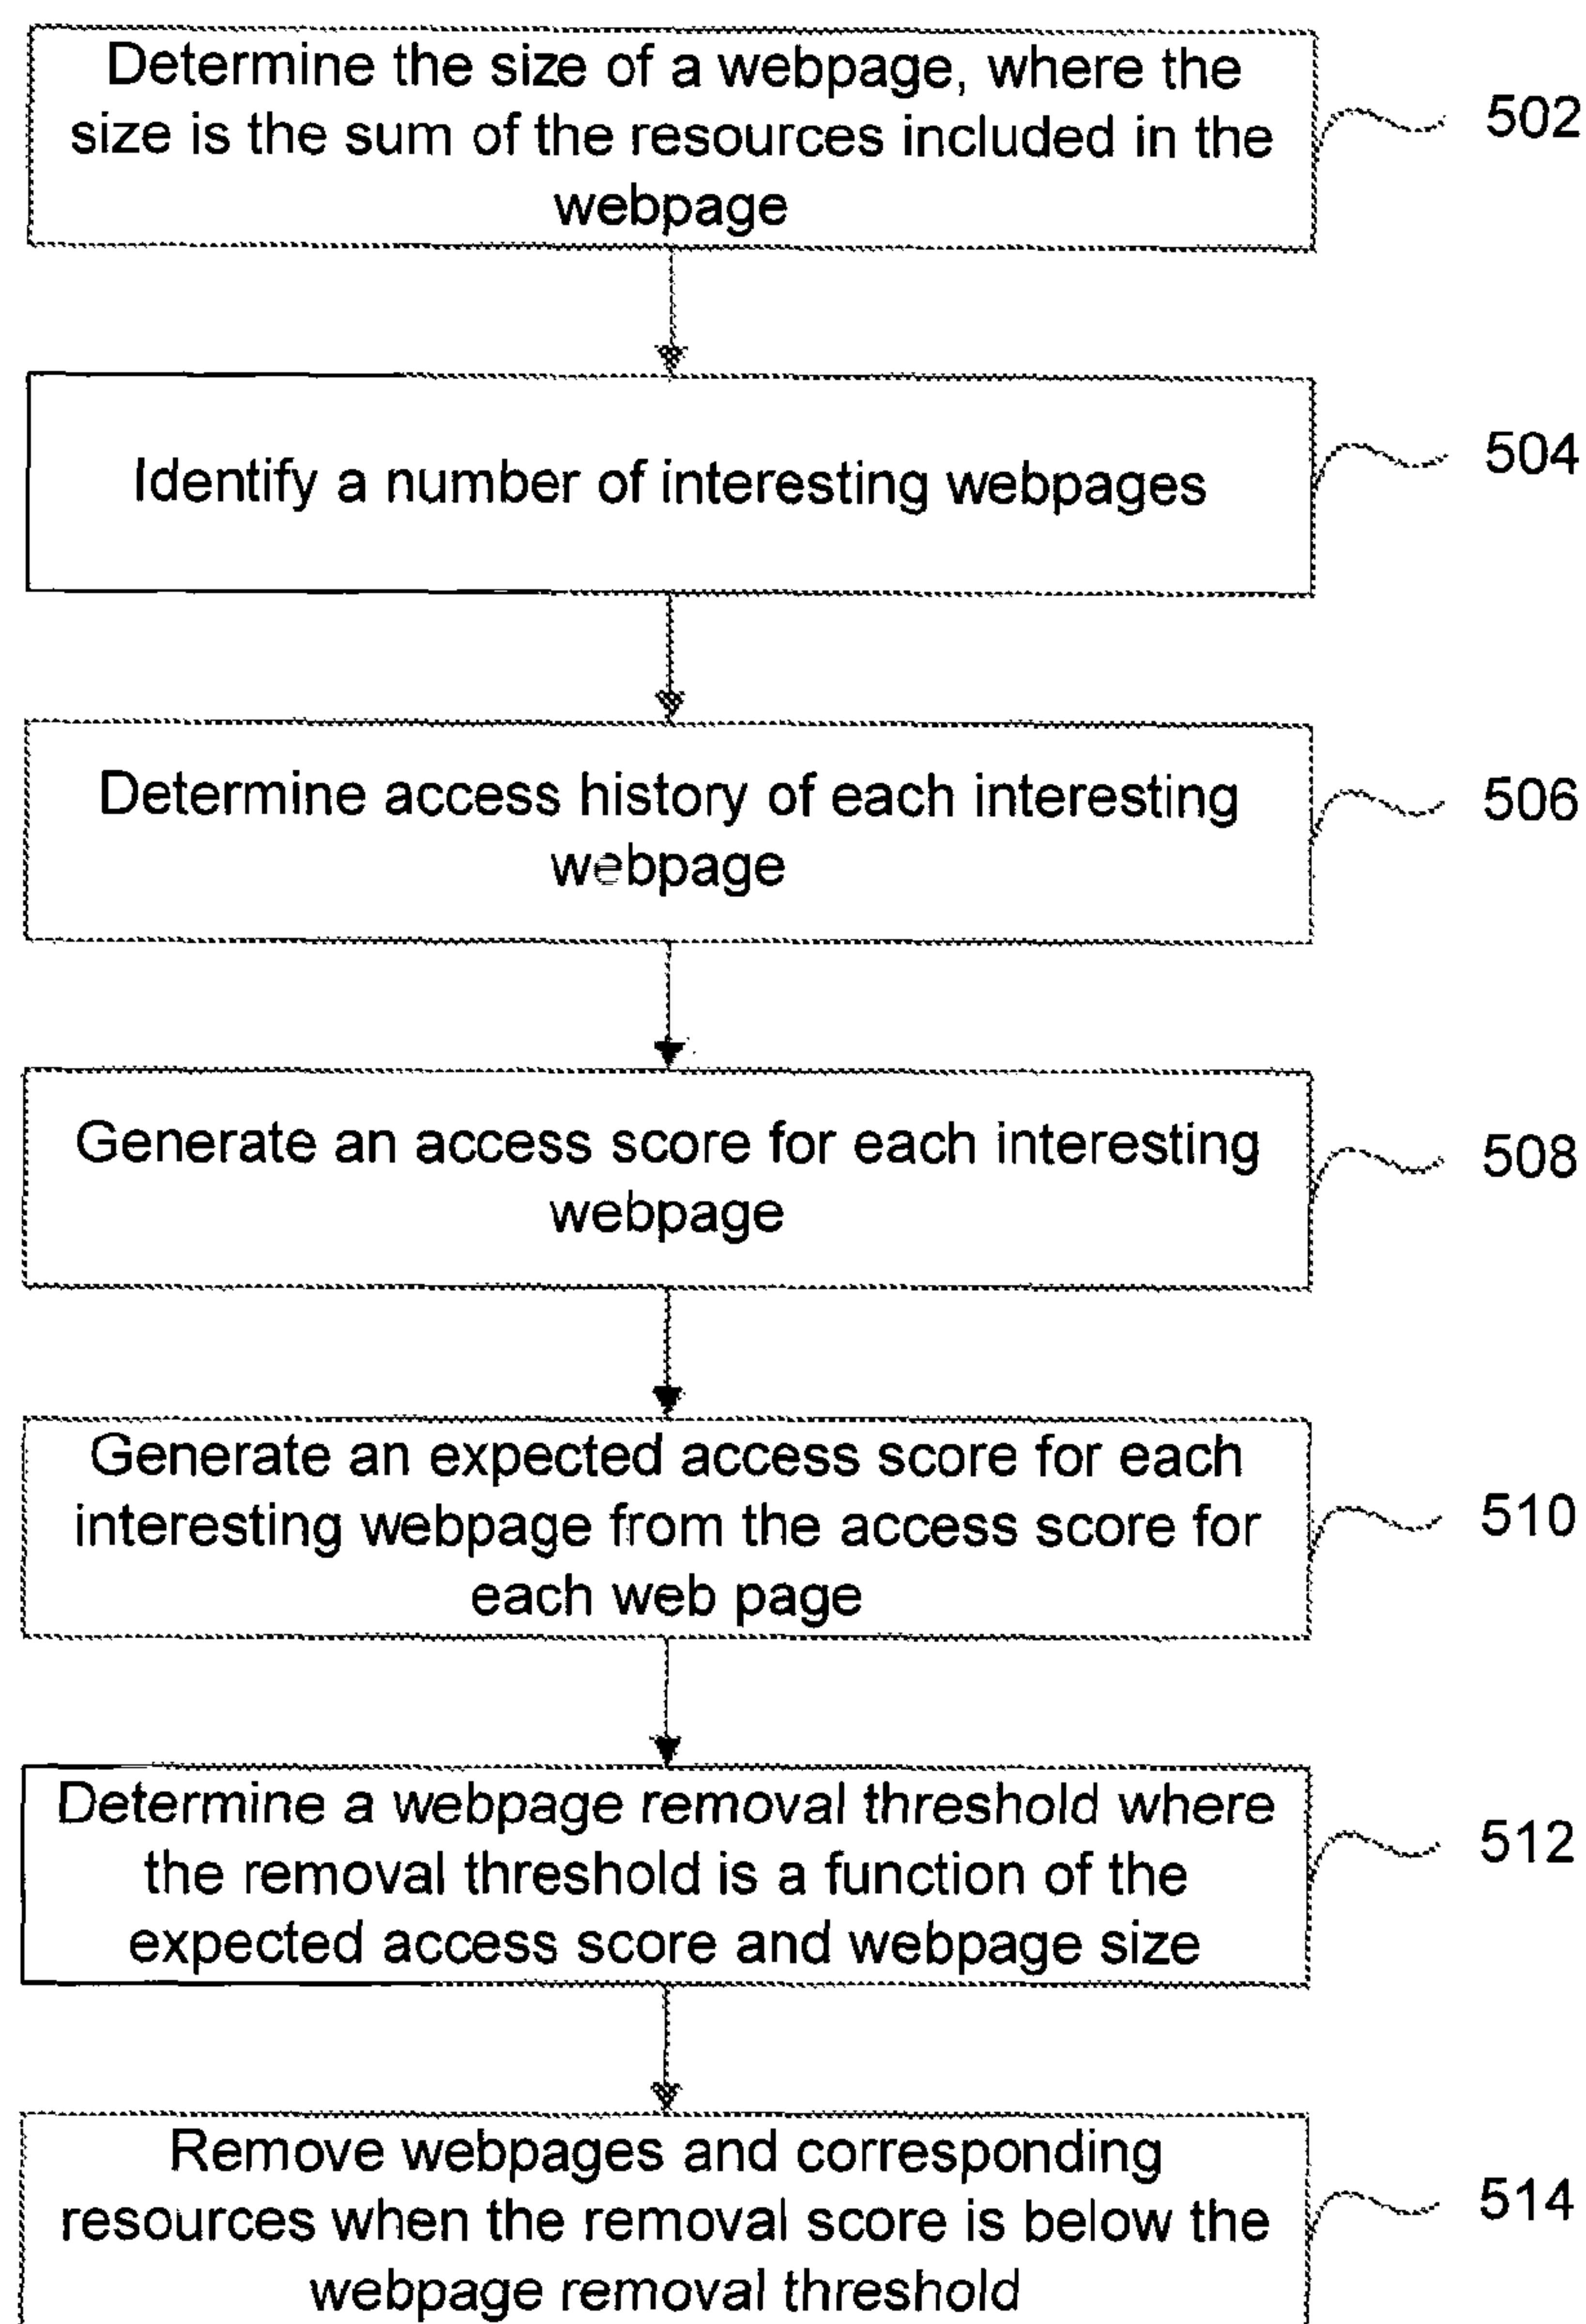 Determine the size of a webpage, where the
size is the sum of the resources included in the
webpage
502
Identify a number of interesting webpages
504
Determine access history of each interesting
webpage
506
Generate an access score for each interesting
webpage
508
Generate an expected access score for each
interesting webpage from the access score for
each web page
510
Determine a webpage removal threshold where
the removal threshold is a function of the
expected access score and webpage size
512
Remove webpages and corresponding
resources when the removal score is below the
webpage removal threshold
514